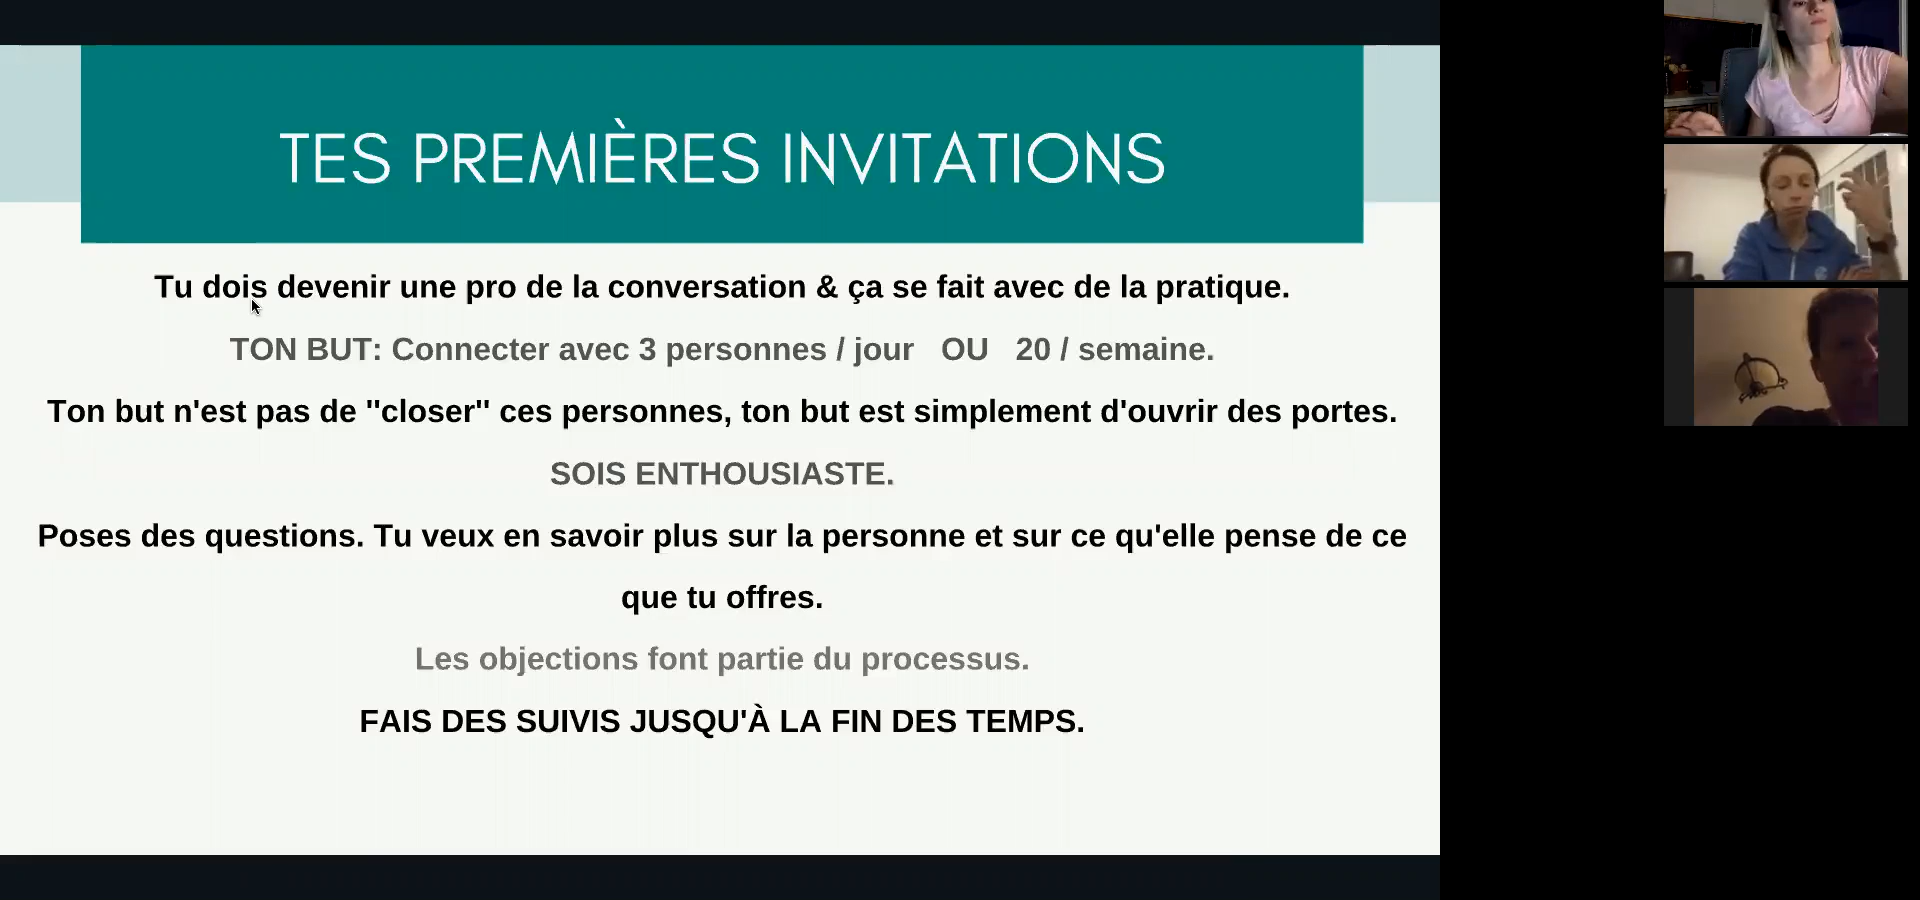 TES PREMIÈRES INVITATIONS
Tu dois devenir une pro de la conversation & ça se fait avec de la pratique.
TON BUT: Connecter avec 3 personnes / jour   OU   20 / semaine.
Ton but n'est pas de "closer" ces personnes, ton but est simplement d'ouvrir des portes.
SOIS ENTHOUSIASTE.
Poses des questions. Tu veux en savoir plus sur la personne et sur ce qu'elle pense de ce
que tu offres.
Les objections font partie du processus.
FAIS DES SUIVIS JUSQU'À LA FIN DES TEMPS.